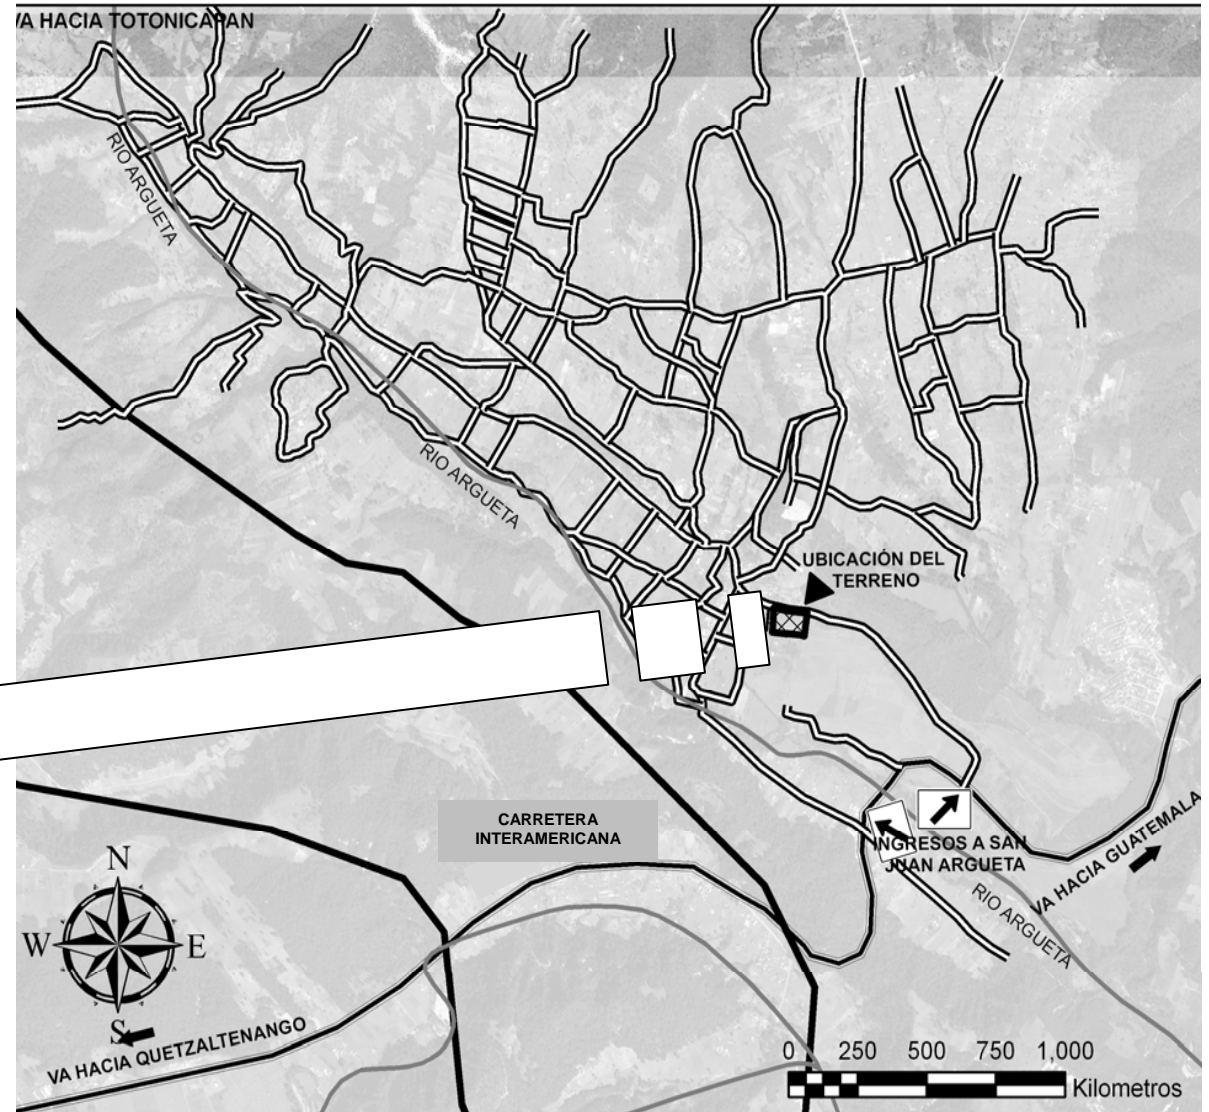 VA HACIA TOTONICAPAN
RIO ARGUETA
RIO ARGUETA
UBICACIÓN DEL
TERRENO
CARRETERA
INTERAMERICANA
INGRESOS A SAN
JUAN ARGUETA
VA HACIA GUATEMALA
RIO ARGUETA
N
W
E
S
VA HACIA QUETZALTENANGO
0 250 500 750 1,000
Kilometros